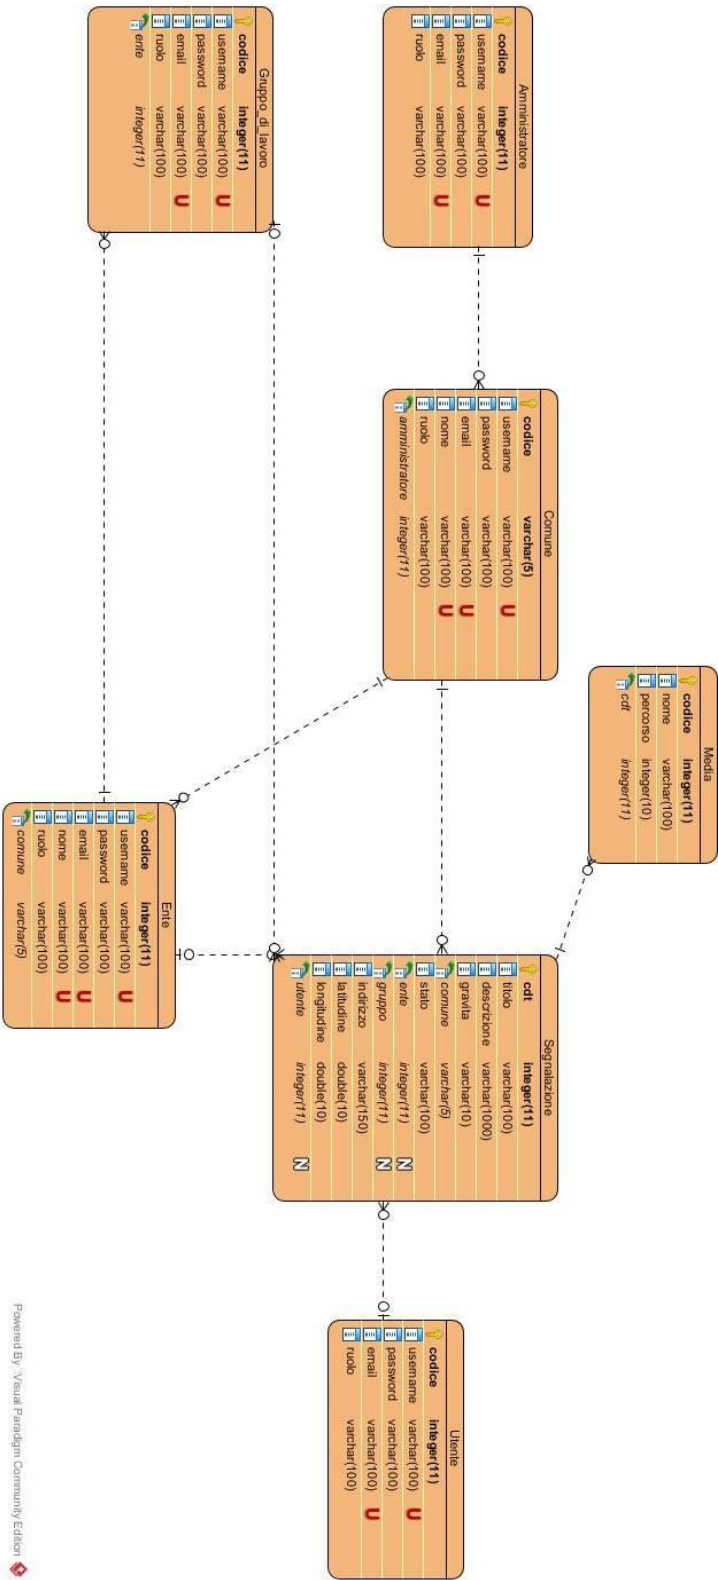 Media
codice integer(11)
nome varchar(100)
percorso integer(10)
cdt integer(11)
Amministratore
codice integer(11)
username varchar(100) U
password varchar(100)
email varchar(100) U
ruolo varchar(100)
Comune
codice varchar(5)
username varchar(100) U
password varchar(100)
email varchar(100) U
nome varchar(100) U
ruolo varchar(100)
amministratore integer(11)
Segnalazione
cdt integer(11)
titolo varchar(100)
descrizione varchar(1000)
gravita varchar(10)
comune varchar(5)
stato varchar(100)
ente integer(11) N
gruppo integer(11) N
indirizzo varchar(150)
latitudine double(10)
longitudine double(10)
utente integer(11) N
Utente
codice integer(11)
username varchar(100) U
password varchar(100)
email varchar(100) U
ruolo varchar(100)
Gruppo_di_lavoro
codice integer(11)
username varchar(100) U
password varchar(100)
email varchar(100) U
ruolo varchar(100)
ente integer(11)
Ente
codice integer(11)
username varchar(100) U
password varchar(100)
email varchar(100) U
nome varchar(100) U
ruolo varchar(100)
comune varchar(5)
Powered By Visual Paradigm Community Edition